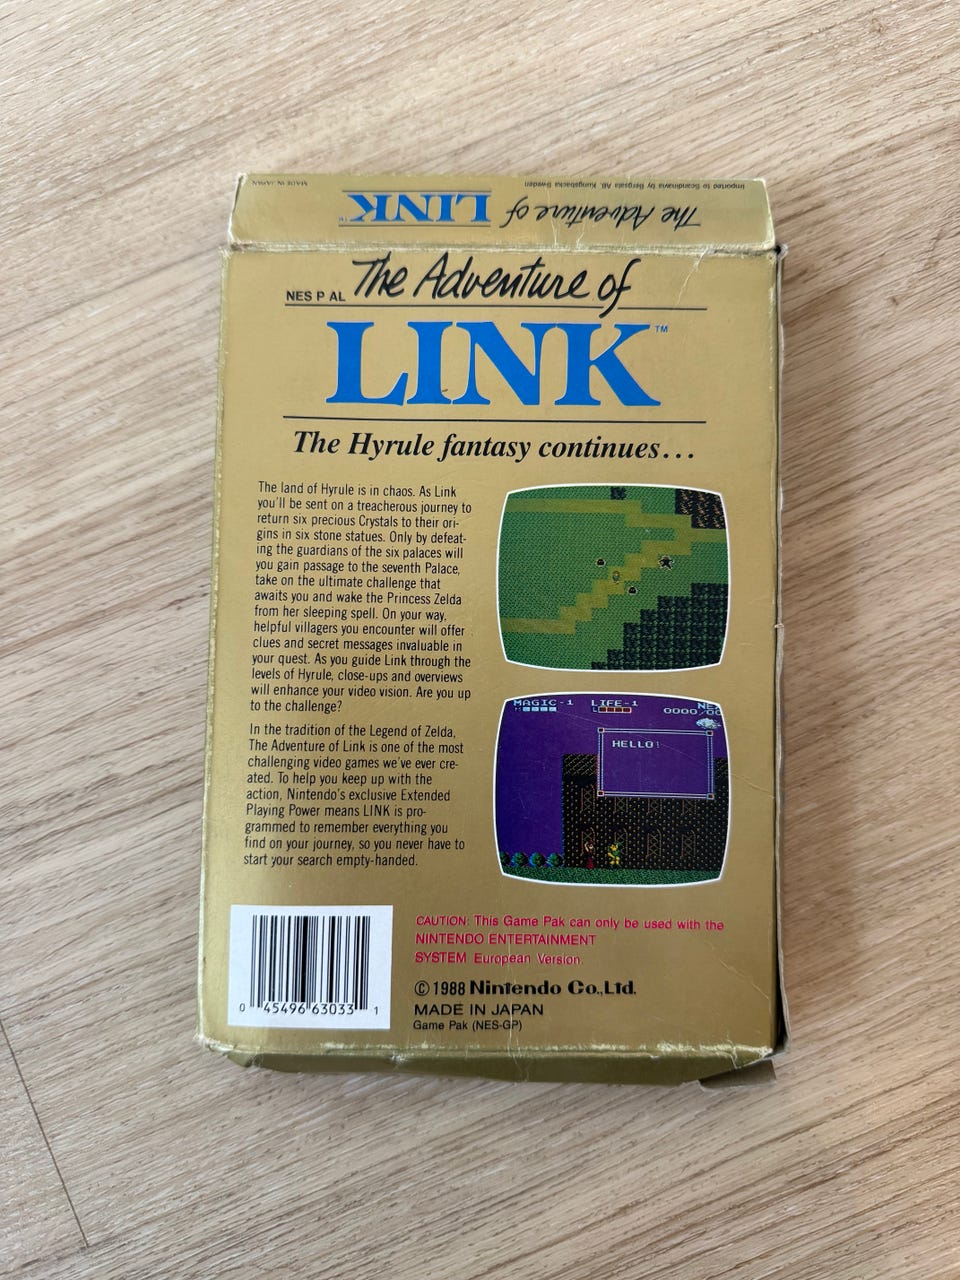 MADE IN JAPAN
Imported to Scandinavia by Bergsala AB, Kungsbacka Sweden
The Adventure of LINK™
NES P AL
The Adventure of
LINK™
The Hyrule fantasy continues...
The land of Hyrule is in chaos. As Link
you'll be sent on a treacherous journey to
return six precious Crystals to their ori-
gins in six stone statues. Only by defeat-
ing the guardians of the six palaces will
you gain passage to the seventh Palace,
take on the ultimate challenge that
awaits you and wake the Princess Zelda
from her sleeping spell. On your way,
helpful villagers you encounter will offer
clues and secret messages invaluable in
your quest. As you guide Link through the
levels of Hyrule, close-ups and overviews
will enhance your video vision. Are you up
to the challenge?
In the tradition of the Legend of Zelda,
The Adventure of Link is one of the most
challenging video games we've ever cre-
ated. To help you keep up with the
action, Nintendo's exclusive Extended
Playing Power means LINK is pro-
grammed to remember everything you
find on your journey, so you never have to
start your search empty-handed.
MAGIC-1 LIFE-1 NE
0000/00
HELLO!
0 45496 63033 1
CAUTION: This Game Pak can only be used with the
NINTENDO ENTERTAINMENT
SYSTEM European Version.
© 1988 Nintendo Co.,Ltd.
MADE IN JAPAN
Game Pak (NES-GP)